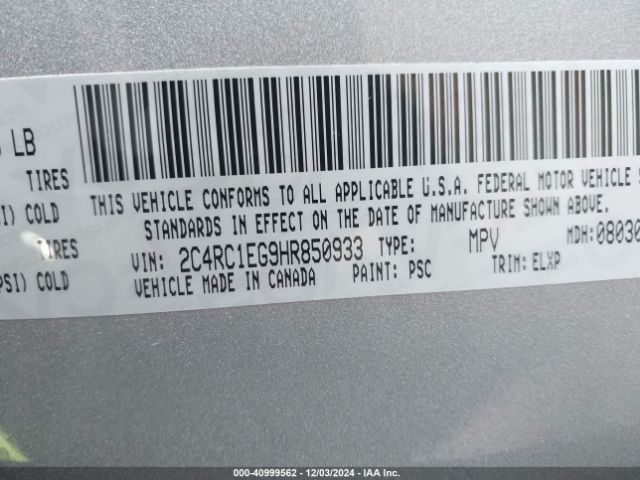 LB
TIRES
COLD
TIRES
PSI) COLD
THIS VEHICLE CONFORMS TO ALL APPLICABLE U.S.A. FEDERAL MOTOR VEHICLE
STANDARDS IN EFFECT ON THE DATE OF MANUFACTURE SHOWN ABOVE.
VIN: 2C4RC1EG9HR850933 TYPE: MPV MDH:08030
VEHICLE MADE IN CANADA PAINT: PSC TRIM: ELXP
000-40999562 - 12/03/2024 - IAA Inc.